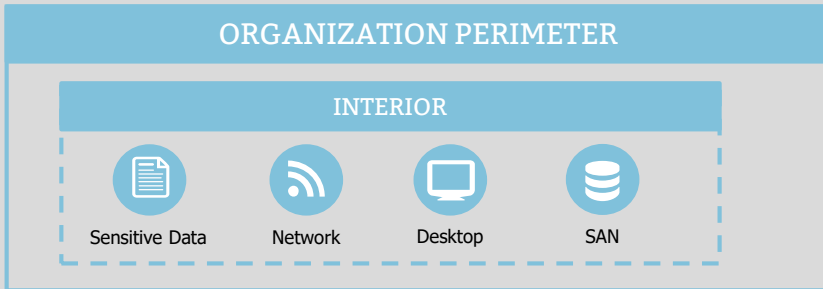 ORGANIZATION PERIMETER
INTERIOR
Sensitive Data Network Desktop SAN